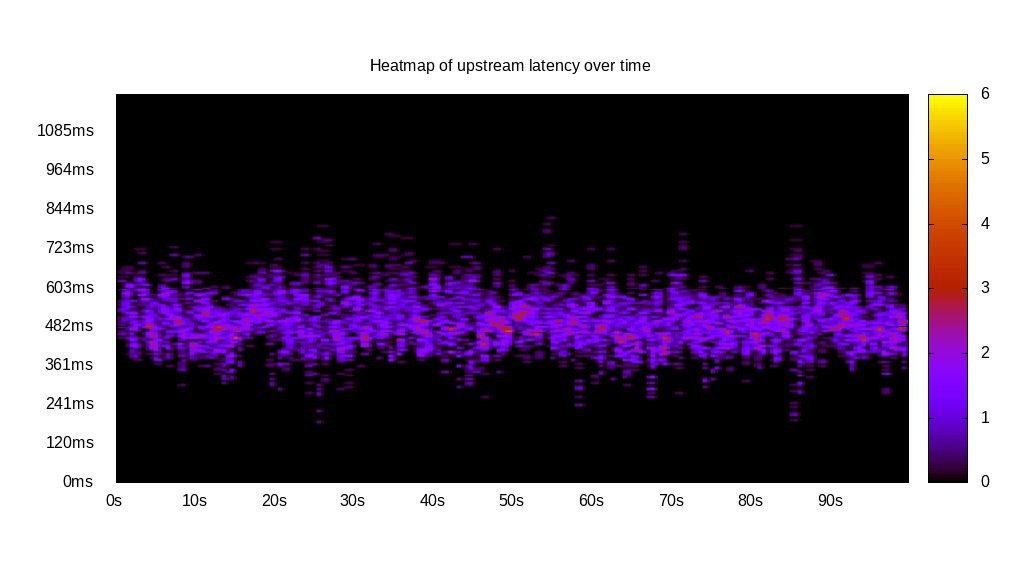 Heatmap of upstream latency over time
1085ms
964ms
844ms
723ms
603ms
482ms
361ms
241ms
120ms
0ms
0s 10s 20s 30s 40s 50s 60s 70s 80s 90s
6
5
4
3
2
1
0